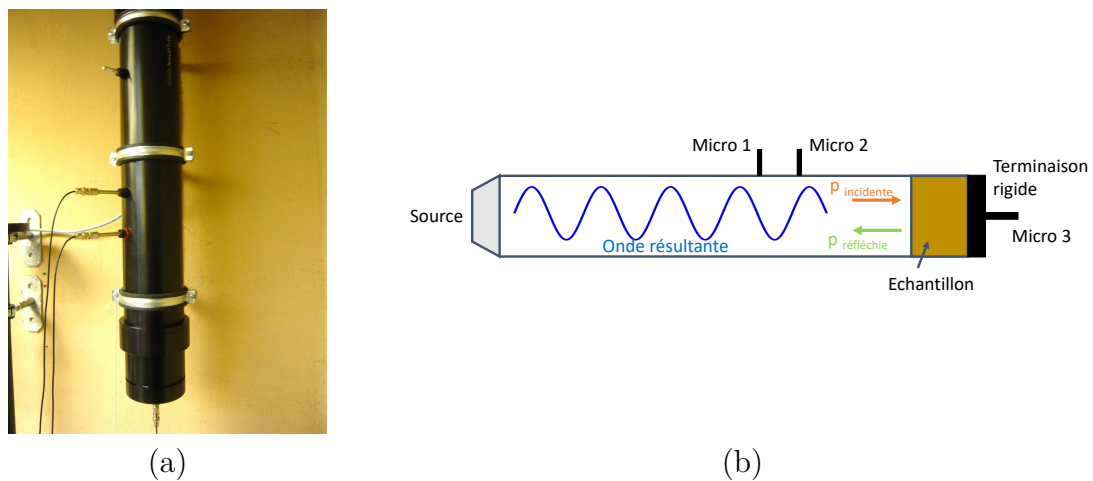 Micro 1
Micro 2
Terminaison
rigide
p incidente
Source
Micro 3
Onde résultante
p réfléchie
Echantillon
(a)
(b)